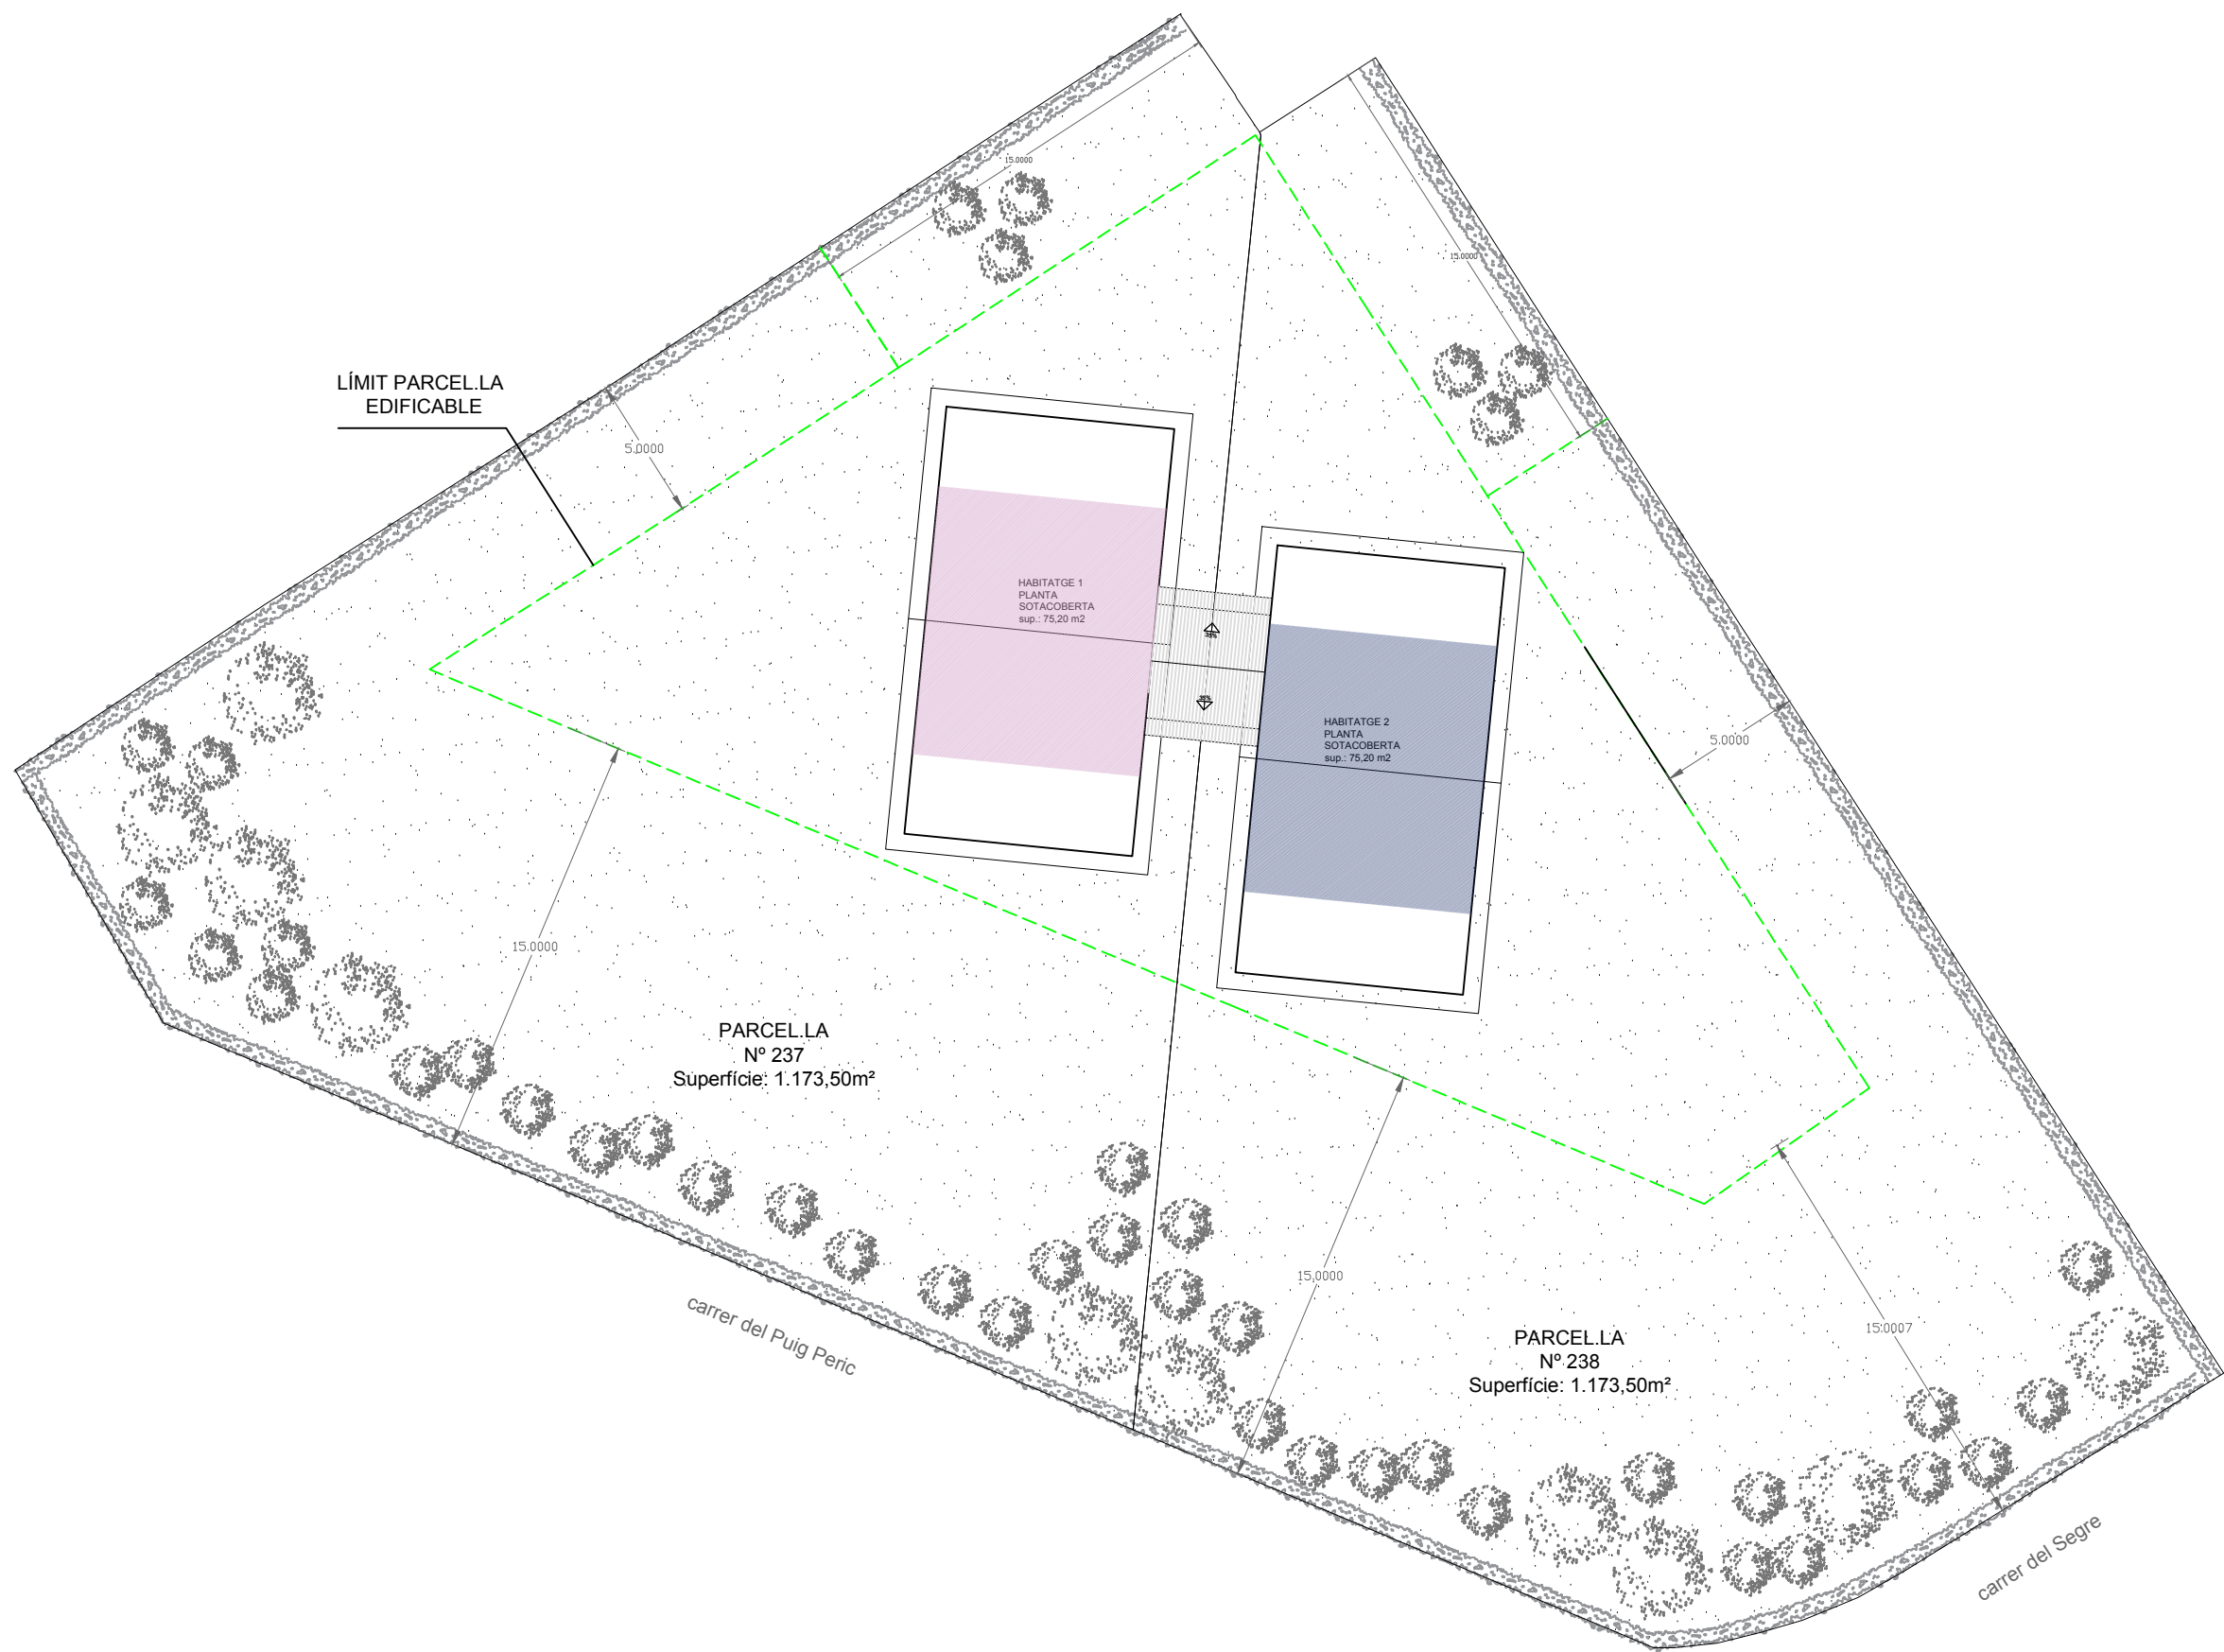 15.0000
15.0000
LÍMIT PARCEL.LA
EDIFICABLE
5.0000
HABITATGE 1
PLANTA
SOTACOBERTA
sup.: 75,20 m2
35%
35%
HABITATGE 2
PLANTA
SOTACOBERTA
sup.: 75,20 m2
5.0000
15.0000
PARCEL.LA
Nº 237
Superfície: 1.173,50m²
15.0000
15.0007
PARCEL.LA
Nº 238
Superfície: 1.173,50m²
carrer del Puig Peric
carrer del Segre